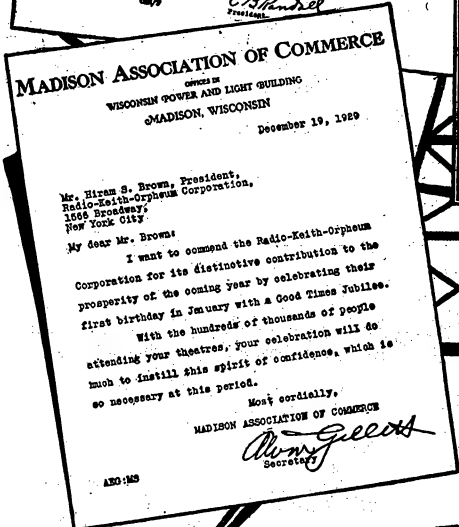 President
MADISON ASSOCIATION OF COMMERCE
OFFICES IN
WISCONSIN POWER AND LIGHT BUILDING
MADISON, WISCONSIN
December 19, 1929
Mr. Hiram S. Brown, President,
Radio-Keith-Orpheum Corporation,
1566 Broadway,
New York City
My dear Mr. Brown:
I want to commend the Radio-Keith-Orpheum
Corporation for its distinctive contribution to the
prosperity of the coming year by celebrating their
first birthday in January with a Good Times Jubilee.
With the hundreds of thousands of people
attending your theatres, your celebration will do
much to instill this spirit of confidence, which is
so necessary at this period.
Most cordially,
MADISON ASSOCIATION OF COMMERCE
Secretary
AEG:MS